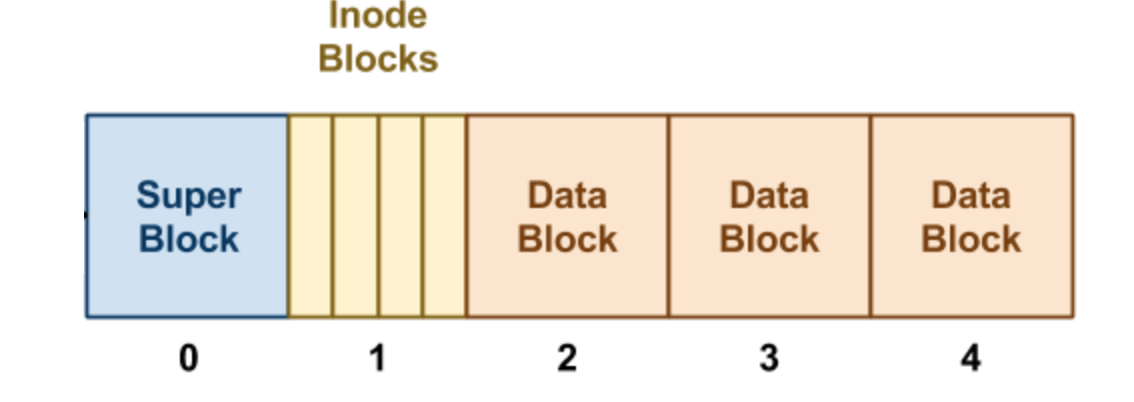 Inode
Blocks
Super
Block
Data
Block
Data
Block
Data
Block
0
1
2
3
4